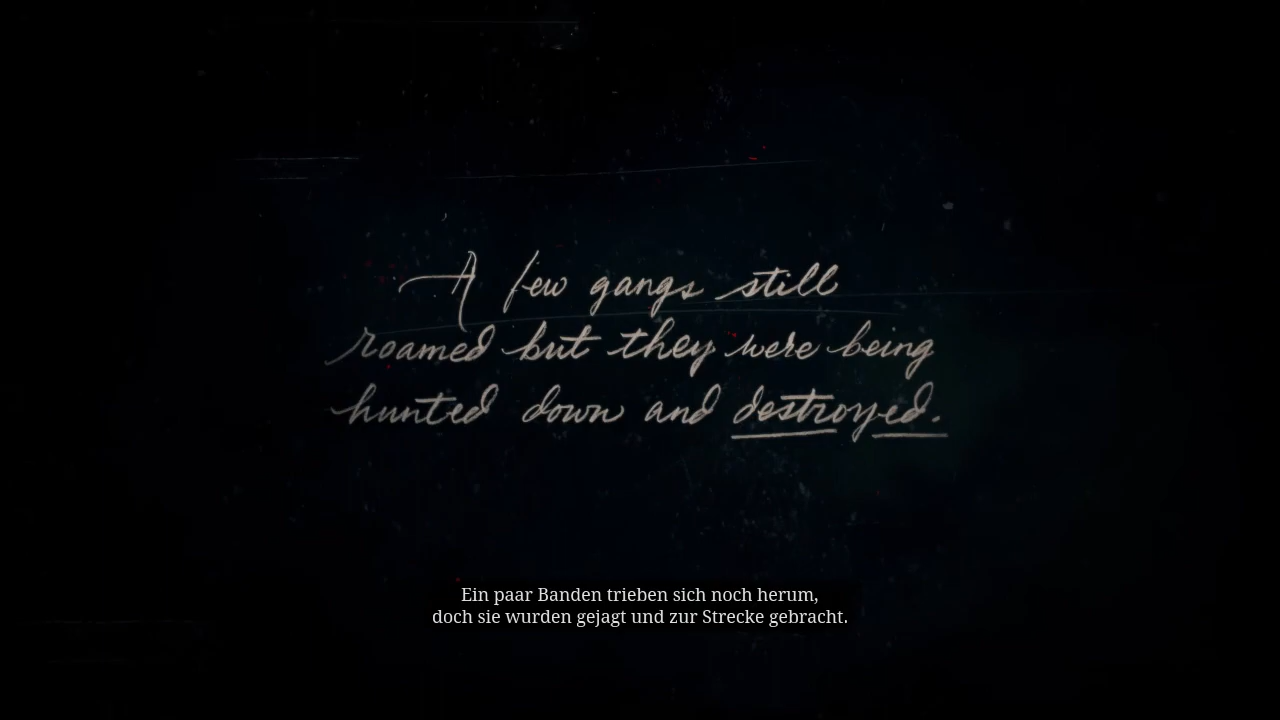 A few gangs still
roamed but they were being
hunted down and destroyed.
Ein paar Banden trieben sich noch herum,
doch sie wurden gejagt und zur Strecke gebracht.